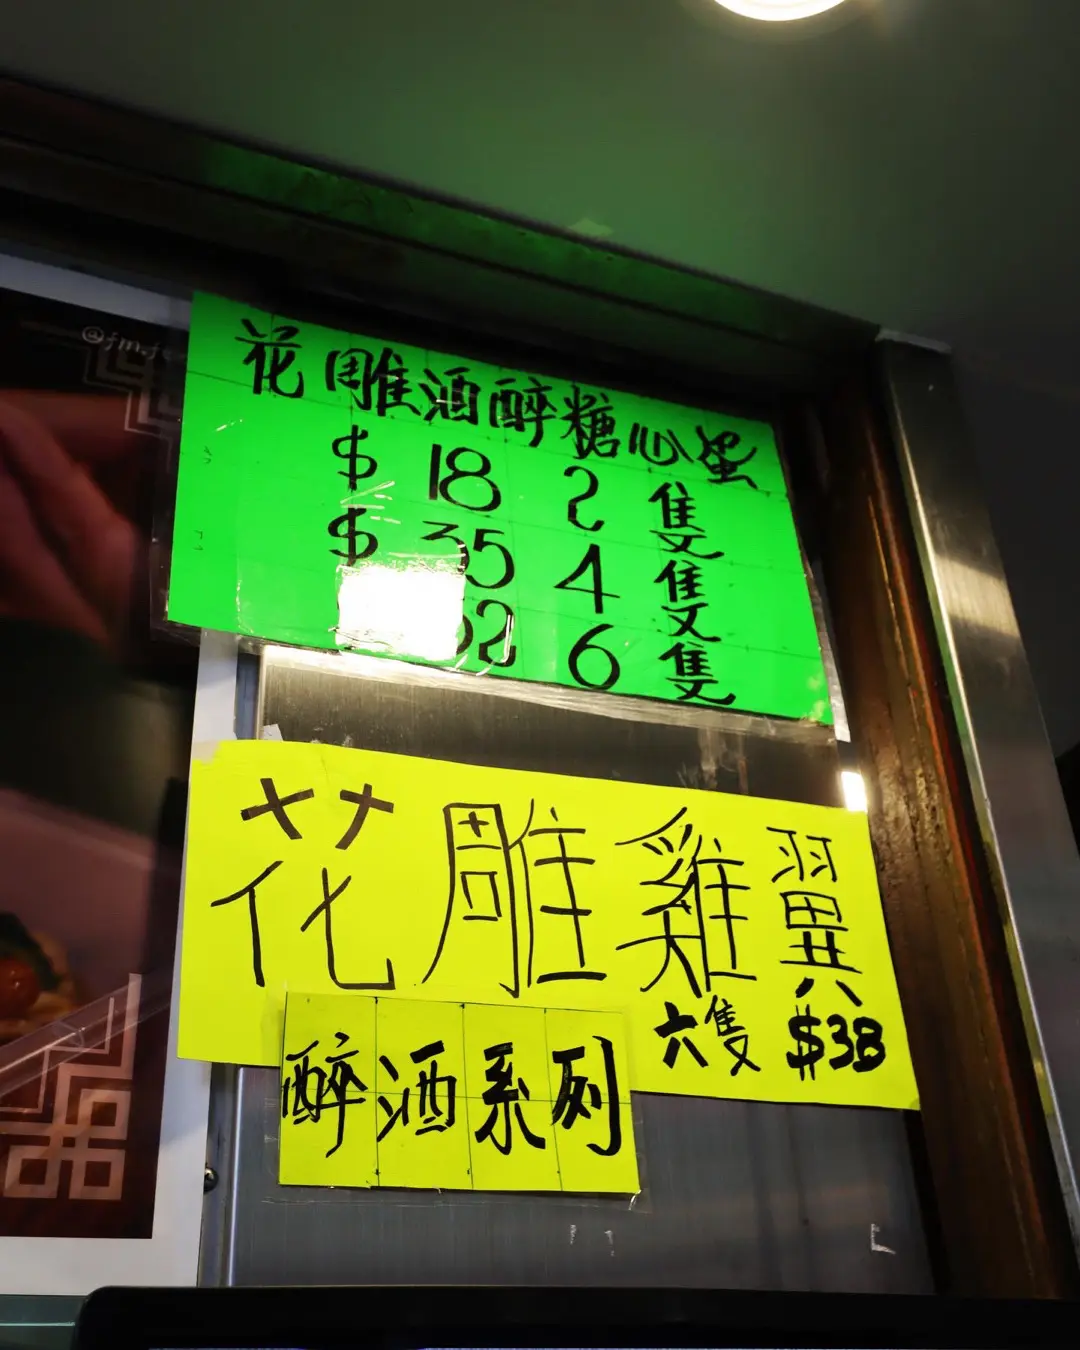 花雕酒醉糖心蛋
$ 18 2 隻
$ 35 4 隻
52 6 隻
花雕雞翼
六隻 $38
醉酒系列